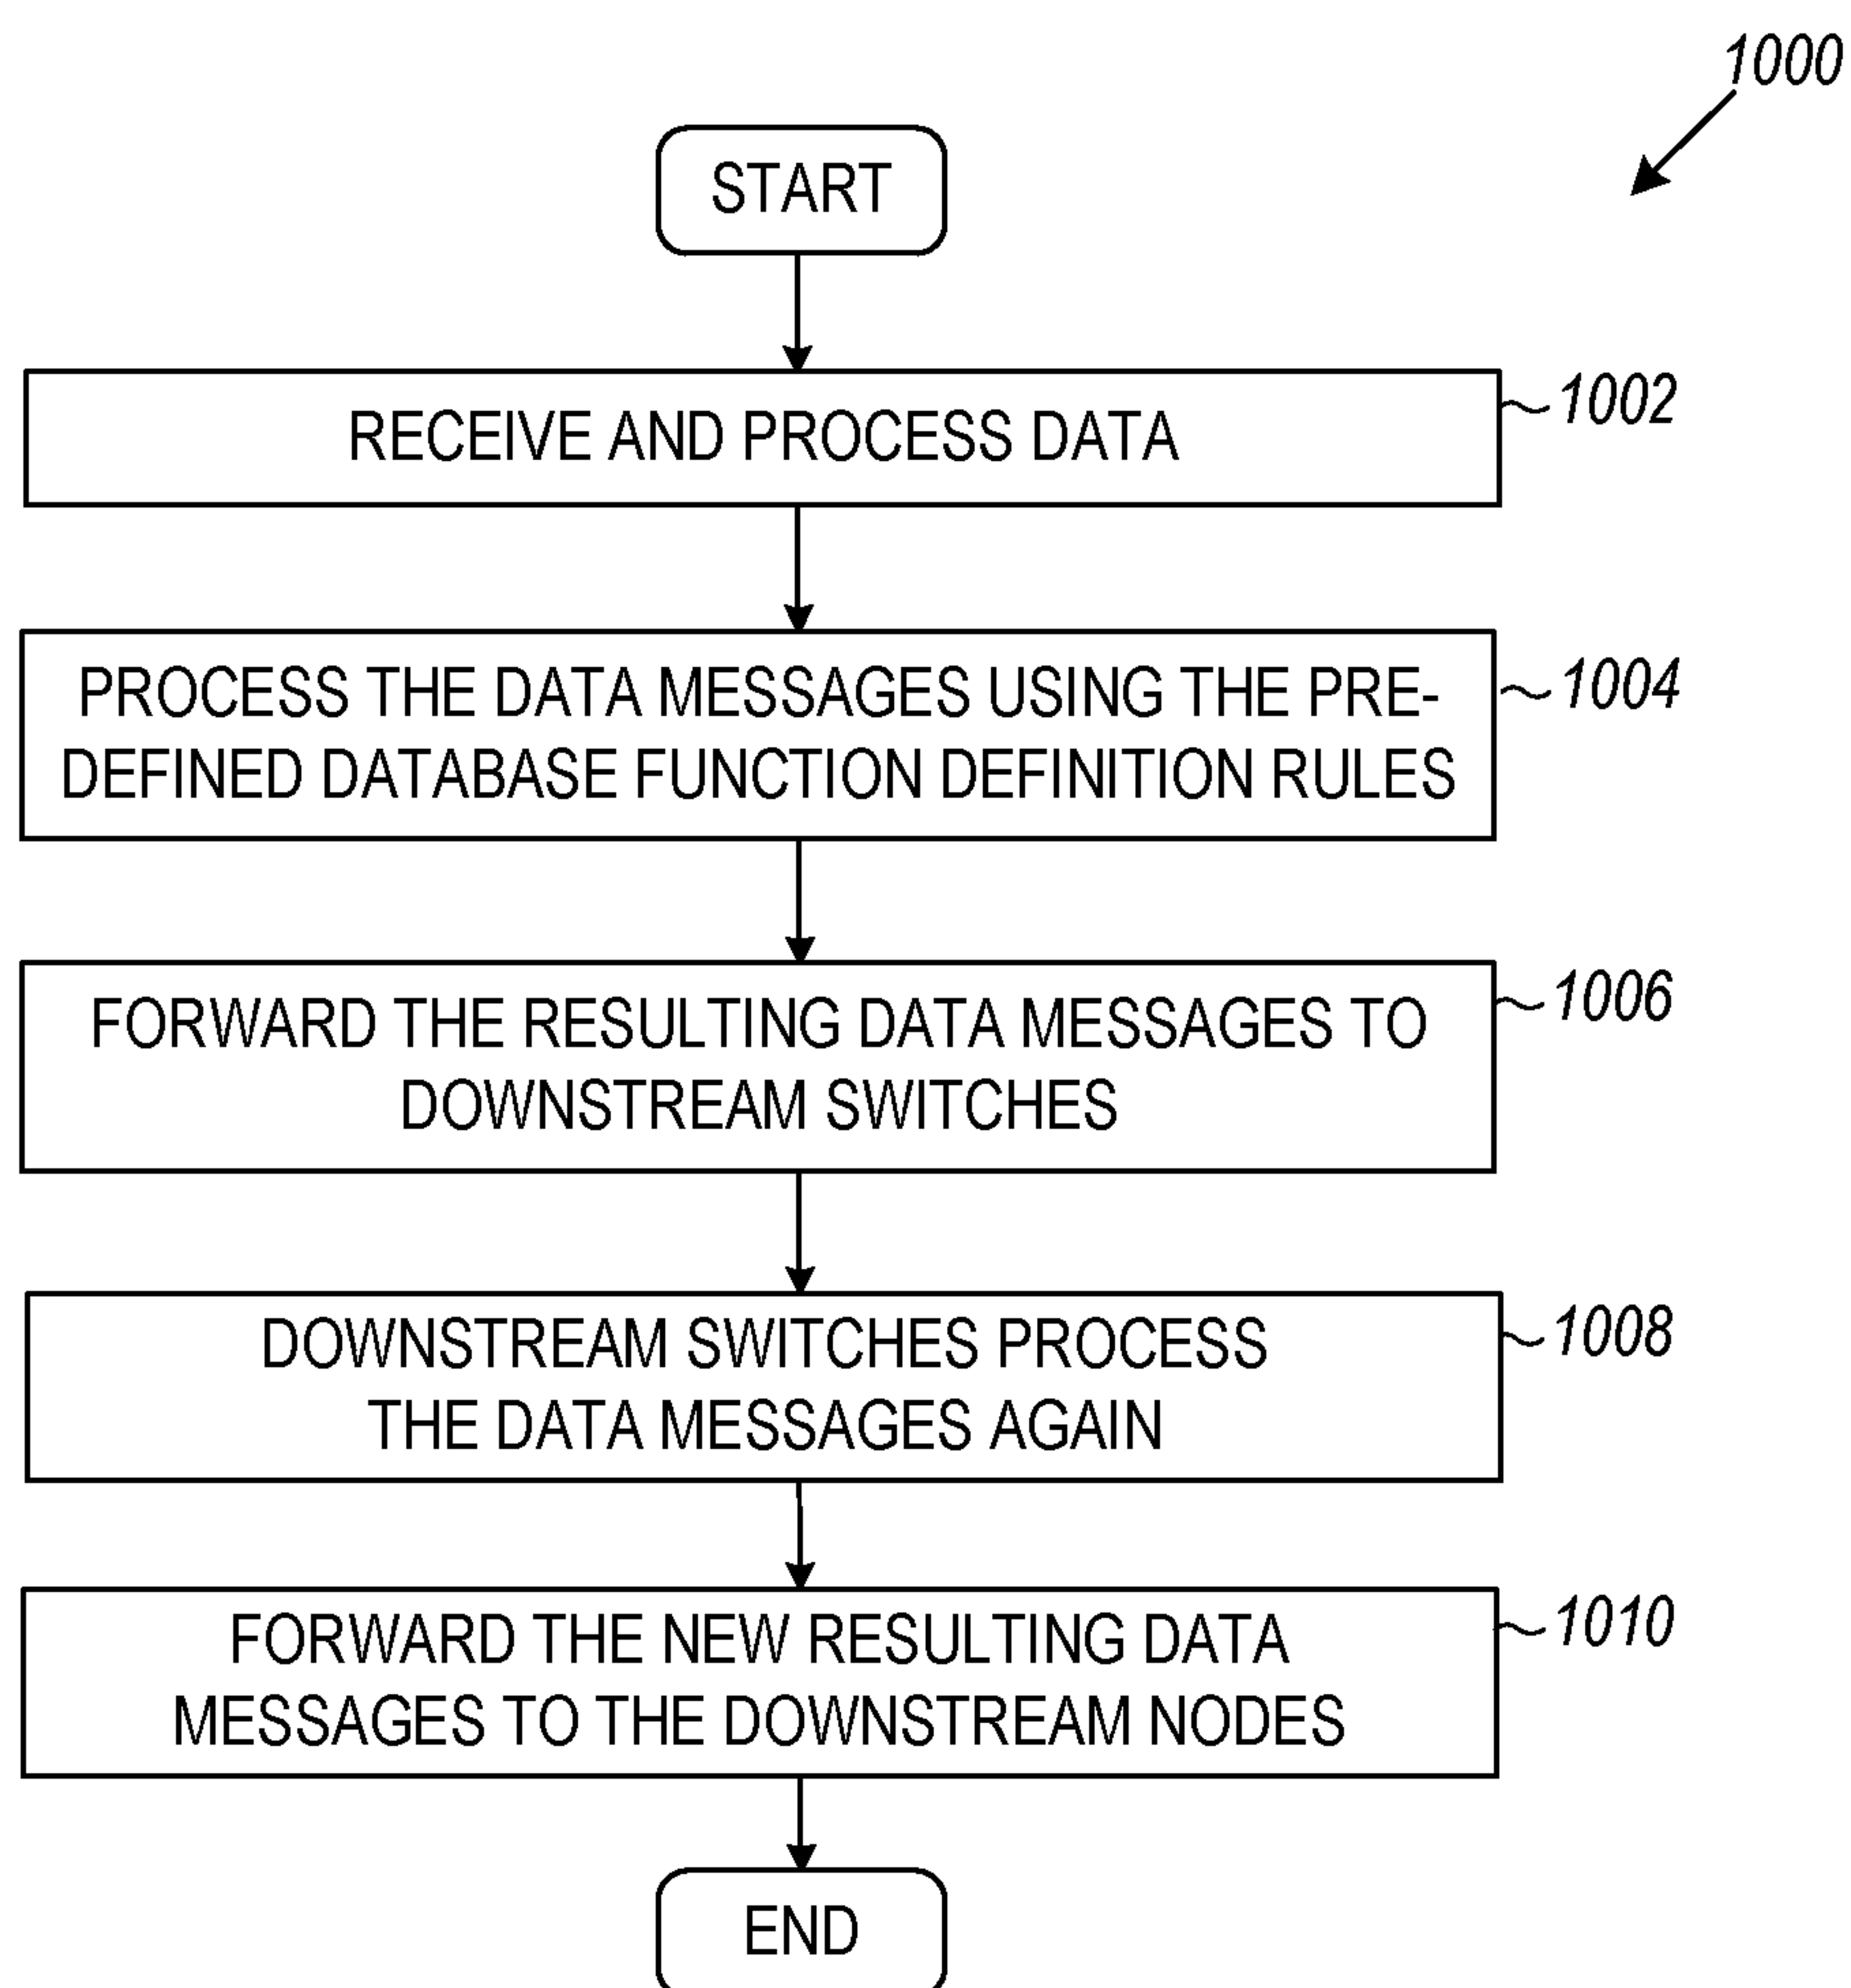 1000
START
RECEIVE AND PROCESS DATA
1002
PROCESS THE DATA MESSAGES USING THE PRE-
DEFINED DATABASE FUNCTION DEFINITION RULES
1004
FORWARD THE RESULTING DATA MESSAGES TO
DOWNSTREAM SWITCHES
1006
DOWNSTREAM SWITCHES PROCESS
THE DATA MESSAGES AGAIN
1008
FORWARD THE NEW RESULTING DATA
MESSAGES TO THE DOWNSTREAM NODES
1010
END